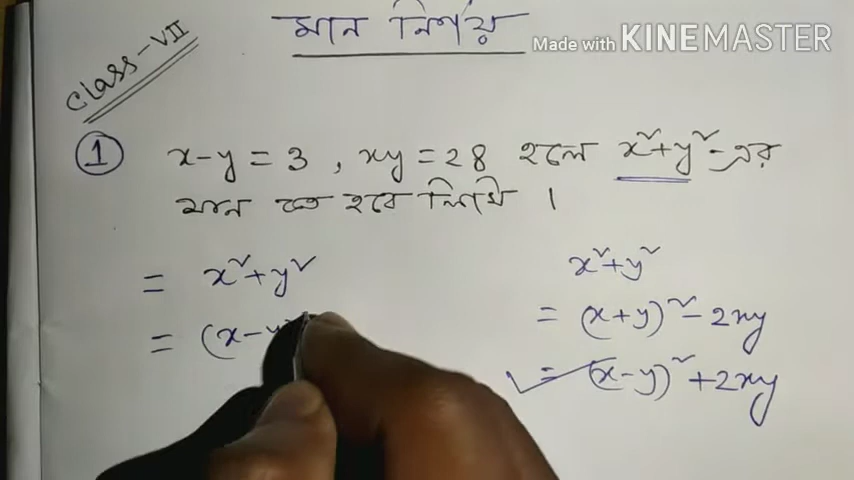 মান নির্ণয়
Made with KINEMASTER
Class-VII
1 x-y=3, xy=28 হলে x²+y²-এর
মান কত হবে লিখি ।
= x²+y²
= (x-y
x²+y²
= (x+y)²-2xy
= (x-y)²+2xy